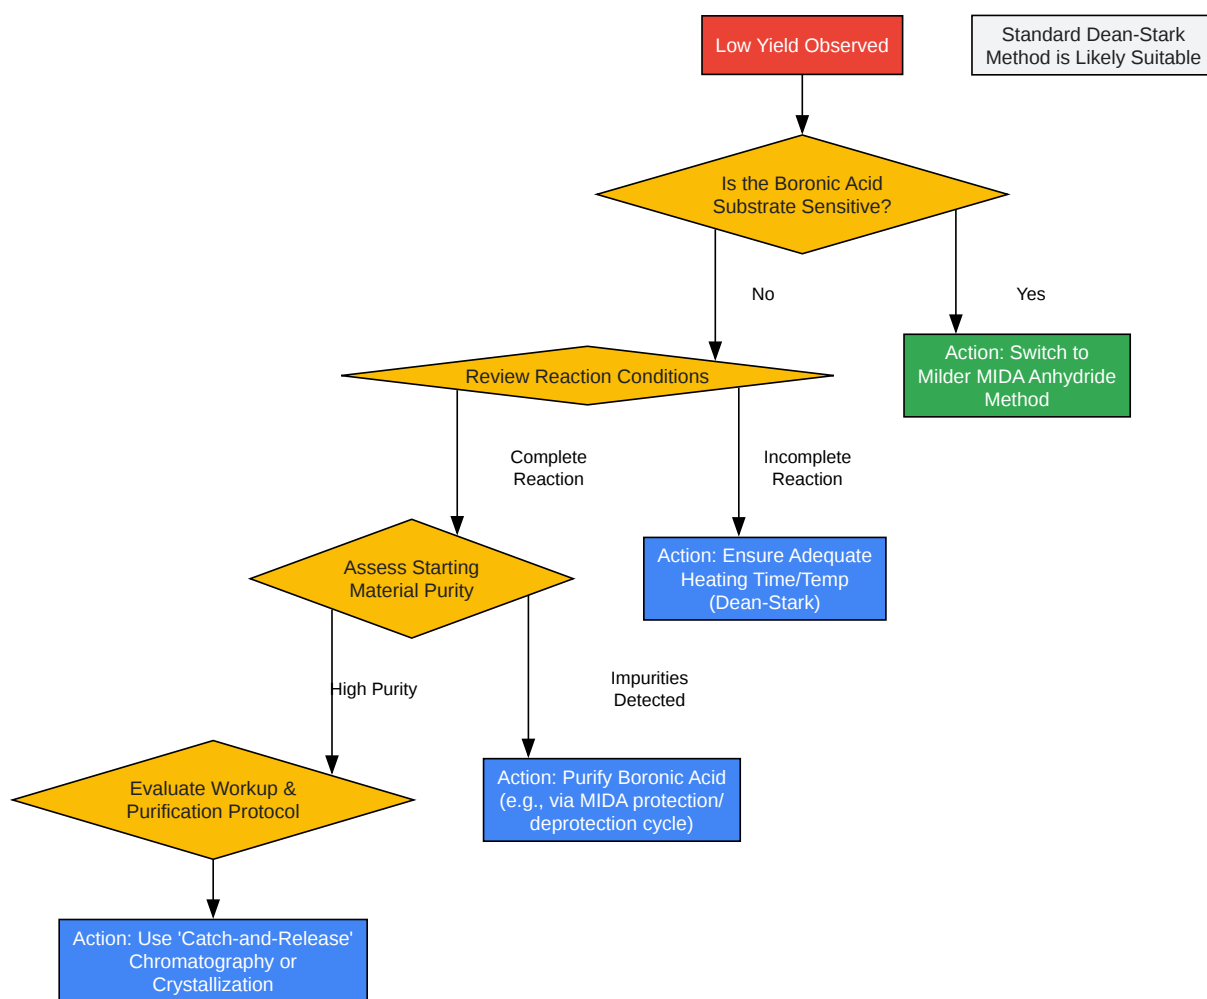 Low Yield Observed
Standard Dean-Stark
Method is Likely Suitable
Is the Boronic Acid
Substrate Sensitive?
No
Yes
Action: Switch to
Milder MIDA Anhydride
Method
Review Reaction Conditions
Complete
Reaction
Incomplete
Reaction
Action: Ensure Adequate
Heating Time/Temp
(Dean-Stark)
Assess Starting
Material Purity
High Purity
Impurities
Detected
Action: Purify Boronic Acid
(e.g., via MIDA protection/
deprotection cycle)
Evaluate Workup &
Purification Protocol
Action: Use 'Catch-and-Release'
Chromatography or
Crystallization